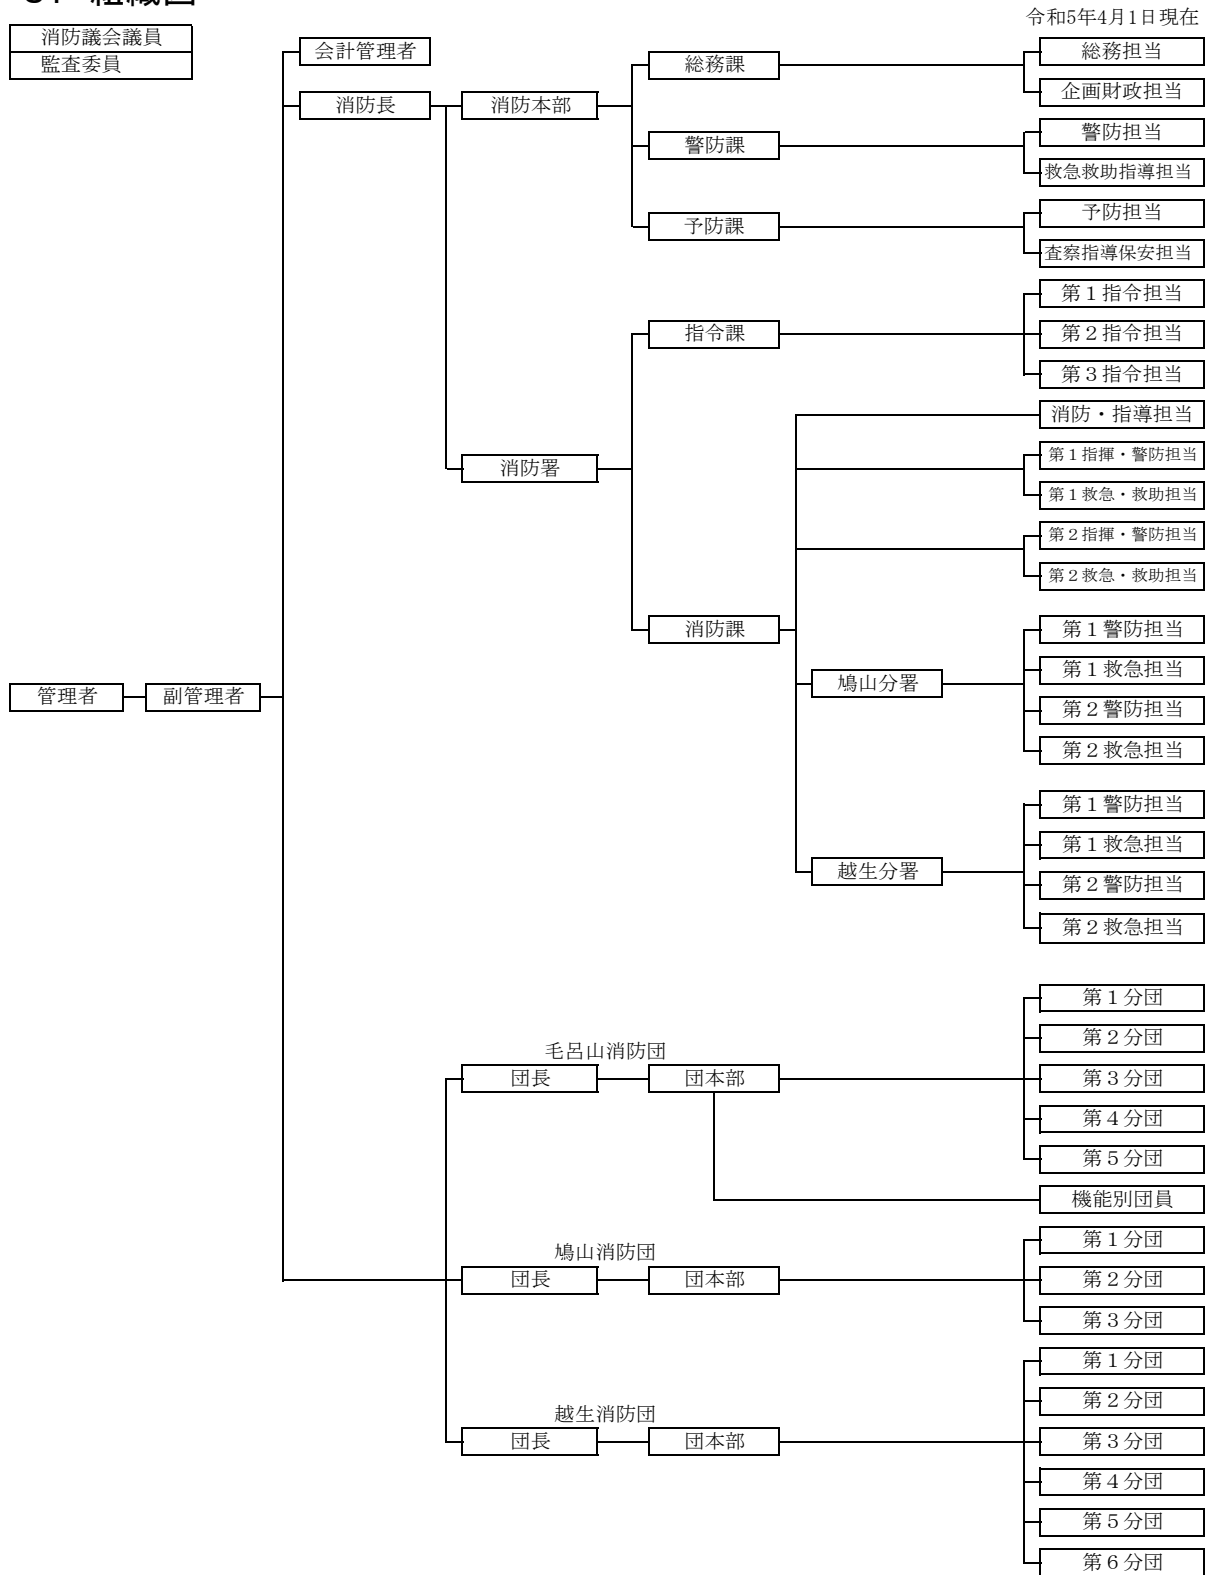 組織図
令和5年4月1日現在
消防議会議員
監査委員
会計管理者
総務課
総務担当
企画財政担当
消防長
消防本部
警防課
警防担当
救急救助指導担当
予防課
予防担当
査察指導保安担当
指令課
第１指令担当
第２指令担当
第３指令担当
消防署
消防・指導担当
第１指揮・警防担当
第１救急・救助担当
第２指揮・警防担当
第２救急・救助担当
消防課
鳩山分署
第１警防担当
第１救急担当
第２警防担当
第２救急担当
管理者
副管理者
越生分署
第１警防担当
第１救急担当
第２警防担当
第２救急担当
毛呂山消防団
団長
団本部
第１分団
第２分団
第３分団
第４分団
第５分団
機能別団員
鳩山消防団
団長
団本部
第１分団
第２分団
第３分団
越生消防団
団長
団本部
第１分団
第２分団
第３分団
第４分団
第５分団
第６分団